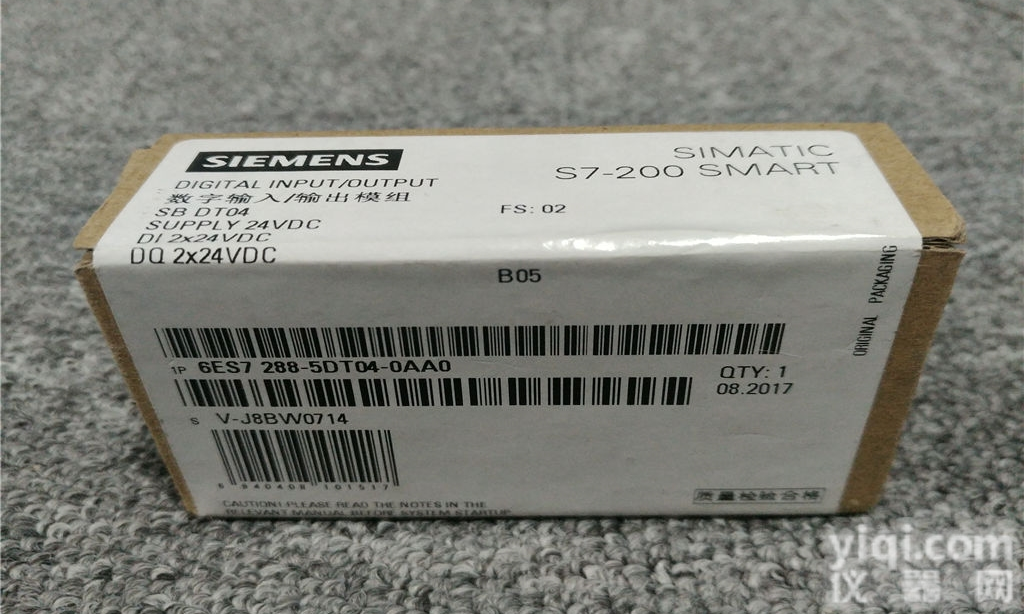 SIEMENS
SIMATIC
S7-200 SMART
DIGITAL INPUT/OUTPUT
数字输入/输出模组
SB DT04
SUPPLY 24VDC
DI 2x24VDC
DQ 2x24VDC
FS: 02
B05
ORIGINAL PACKAGING
1P 6ES7 288-5DT04-0AA0
QTY: 1
08.2017
S V-J8BW0714
6 940408 101517
CAUTION! PLEASE READ THE NOTES IN THE
RELEVANT MANUAL BEFORE SYSTEM STARTUP
质量检验合格
yiqi.com
仪器网